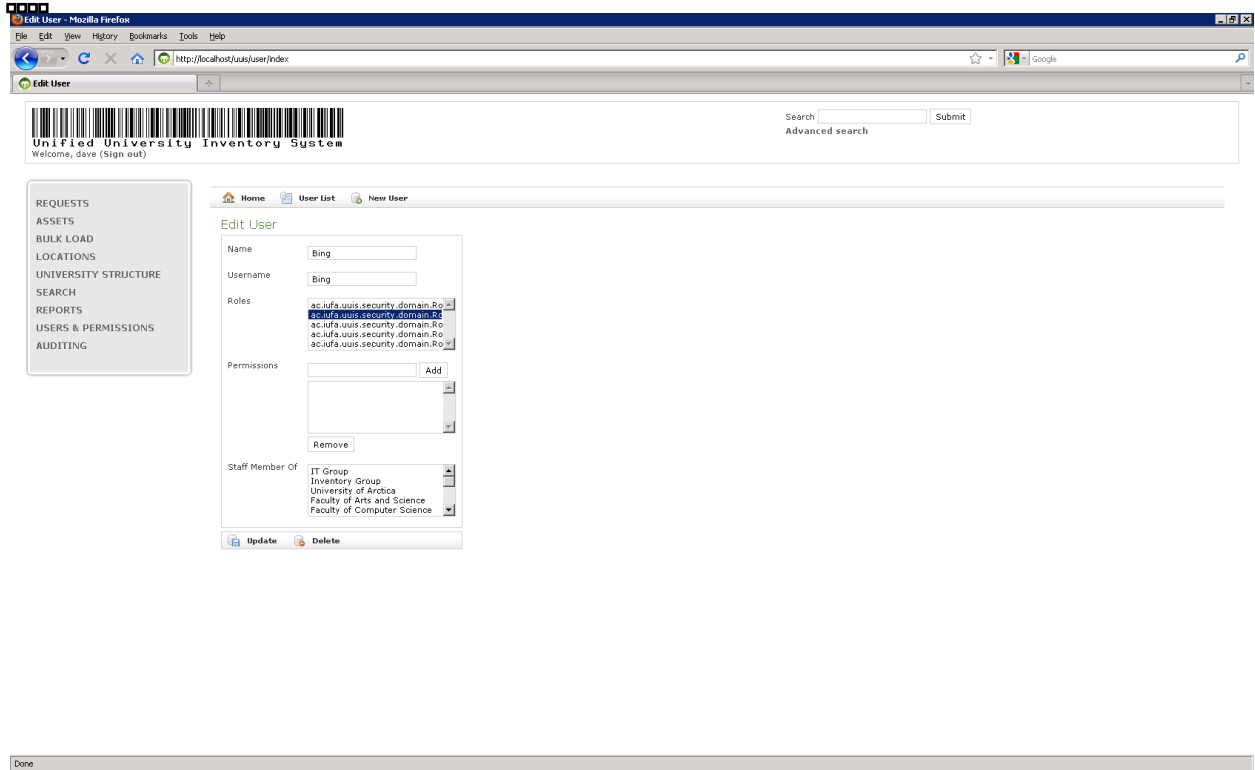 Edit User - Mozilla Firefox
File Edit View History Bookmarks Tools Help
http://localhost/uuis/user/index
Google
Edit User
Unified University Inventory System
Welcome, dave (Sign out)
Search
Submit
Advanced search
REQUESTS
ASSETS
BULK LOAD
LOCATIONS
UNIVERSITY STRUCTURE
SEARCH
REPORTS
USERS & PERMISSIONS
AUDITING
Home User List New User
Edit User
Name Bing
Username Bing
Roles
ac.iufa.uuis.security.domain.Ro
ac.iufa.uuis.security.domain.Ro
ac.iufa.uuis.security.domain.Ro
ac.iufa.uuis.security.domain.Ro
ac.iufa.uuis.security.domain.Ro
Permissions Add
Remove
Staff Member Of
IT Group
Inventory Group
University of Arctica
Faculty of Arts and Science
Faculty of Computer Science
Update Delete
Done